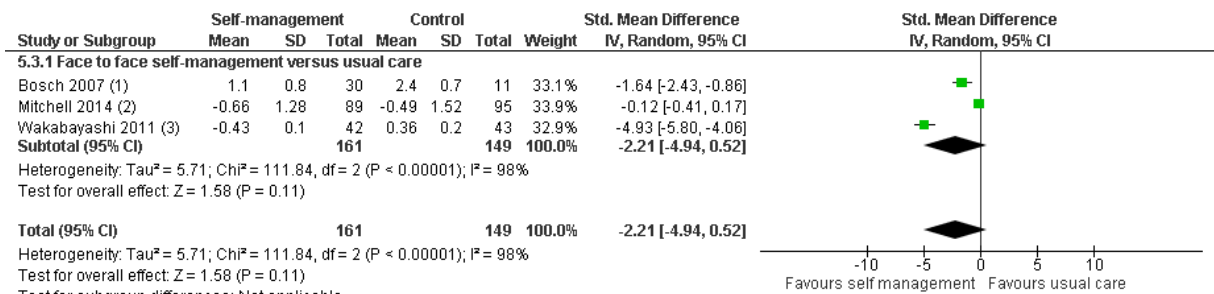 Self-management Control Std. Mean Difference Std. Mean Difference
Study or Subgroup Mean SD Total Mean SD Total Weight IV, Random, 95% CI IV, Random, 95% CI
5.3.1 Face to face self-management versus usual care
Bosch 2007 (1) 1.1 0.8 30 2.4 0.7 11 33.1% -1.64 [-2.43, -0.86]
Mitchell 2014 (2) -0.66 1.28 89 -0.49 1.52 95 33.9% -0.12 [-0.41, 0.17]
Wakabayashi 2011 (3) -0.43 0.1 42 0.36 0.2 43 32.9% -4.93 [-5.80, -4.06]
Subtotal (95% CI) 161 149 100.0% -2.21 [-4.94, 0.52]
Heterogeneity: Tau² = 5.71; Chi² = 111.84, df = 2 (P < 0.00001); I² = 98%
Test for overall effect: Z = 1.58 (P = 0.11)
Total (95% CI) 161 149 100.0% -2.21 [-4.94, 0.52]
Heterogeneity: Tau² = 5.71; Chi² = 111.84, df = 2 (P < 0.00001); I² = 98%
Test for overall effect: Z = 1.58 (P = 0.11)
Test for subgroup differences: Not applicable
-10 -5 0 5 10
Favours self management Favours usual care